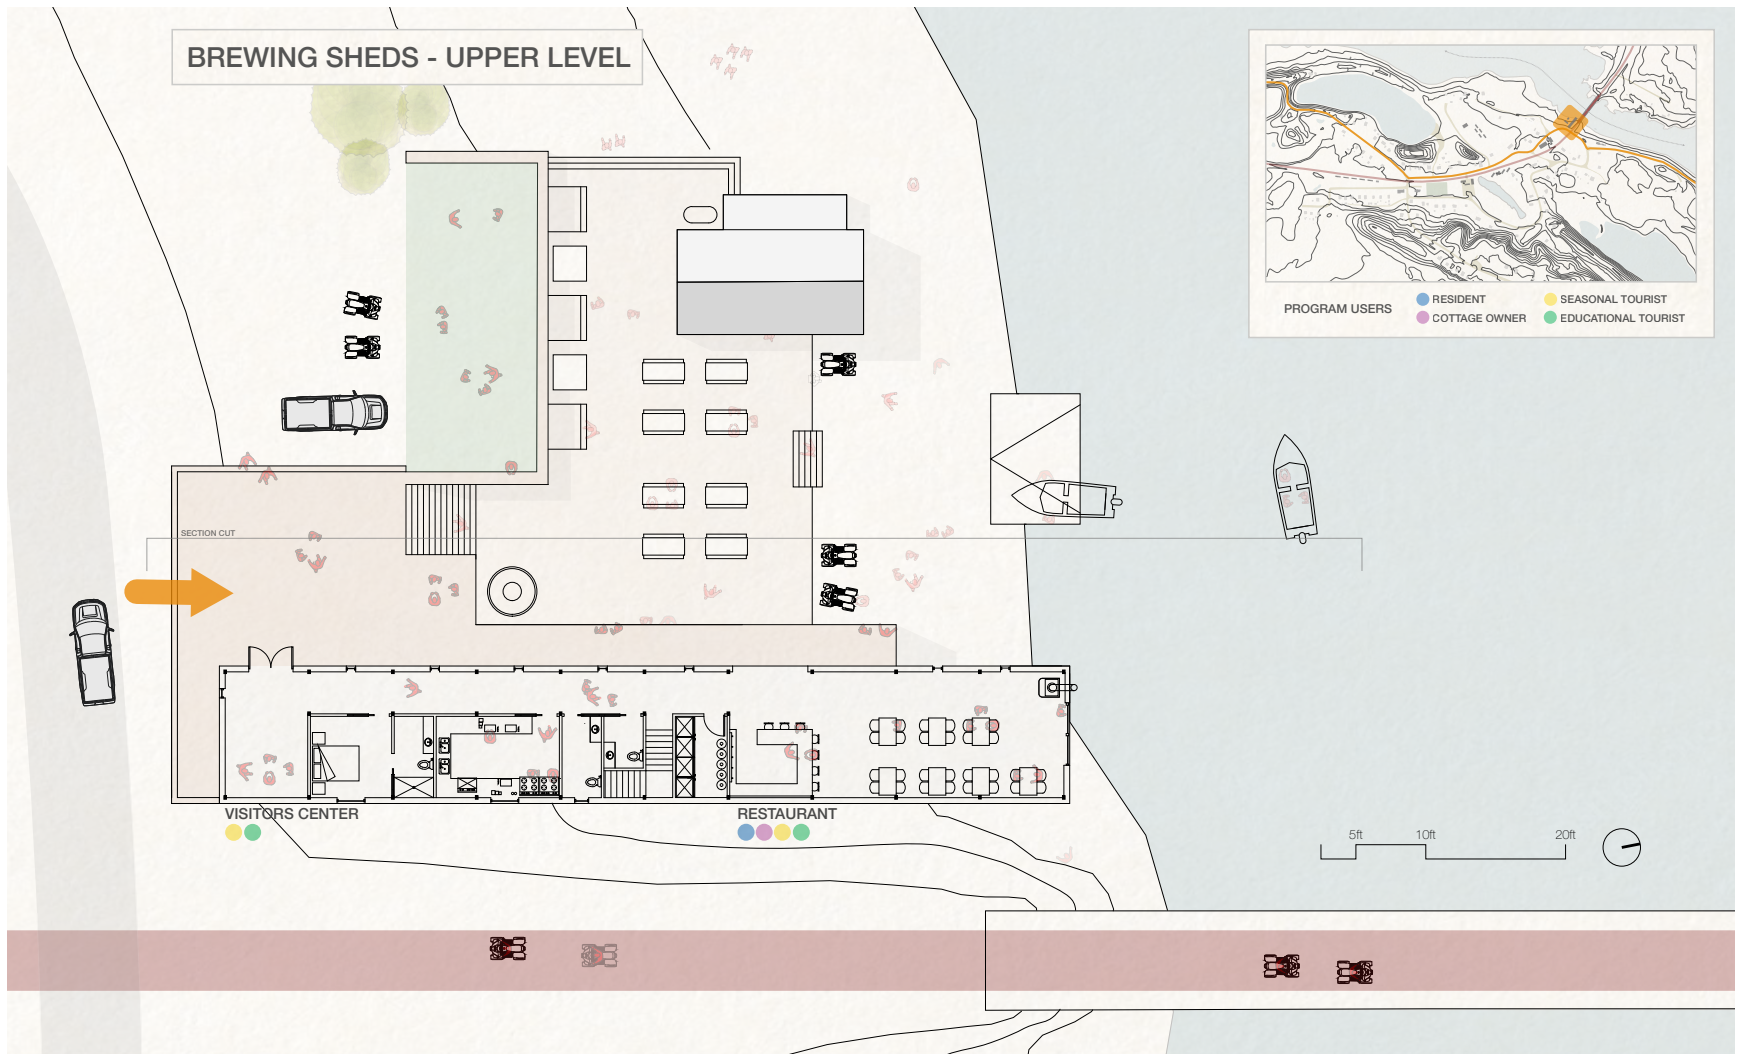 BREWING SHEDS - UPPER LEVEL
PROGRAM USERS
RESIDENT
SEASONAL TOURIST
COTTAGE OWNER
EDUCATIONAL TOURIST
SECTION CUT
VISITORS CENTER
RESTAURANT
5ft
10ft
20ft